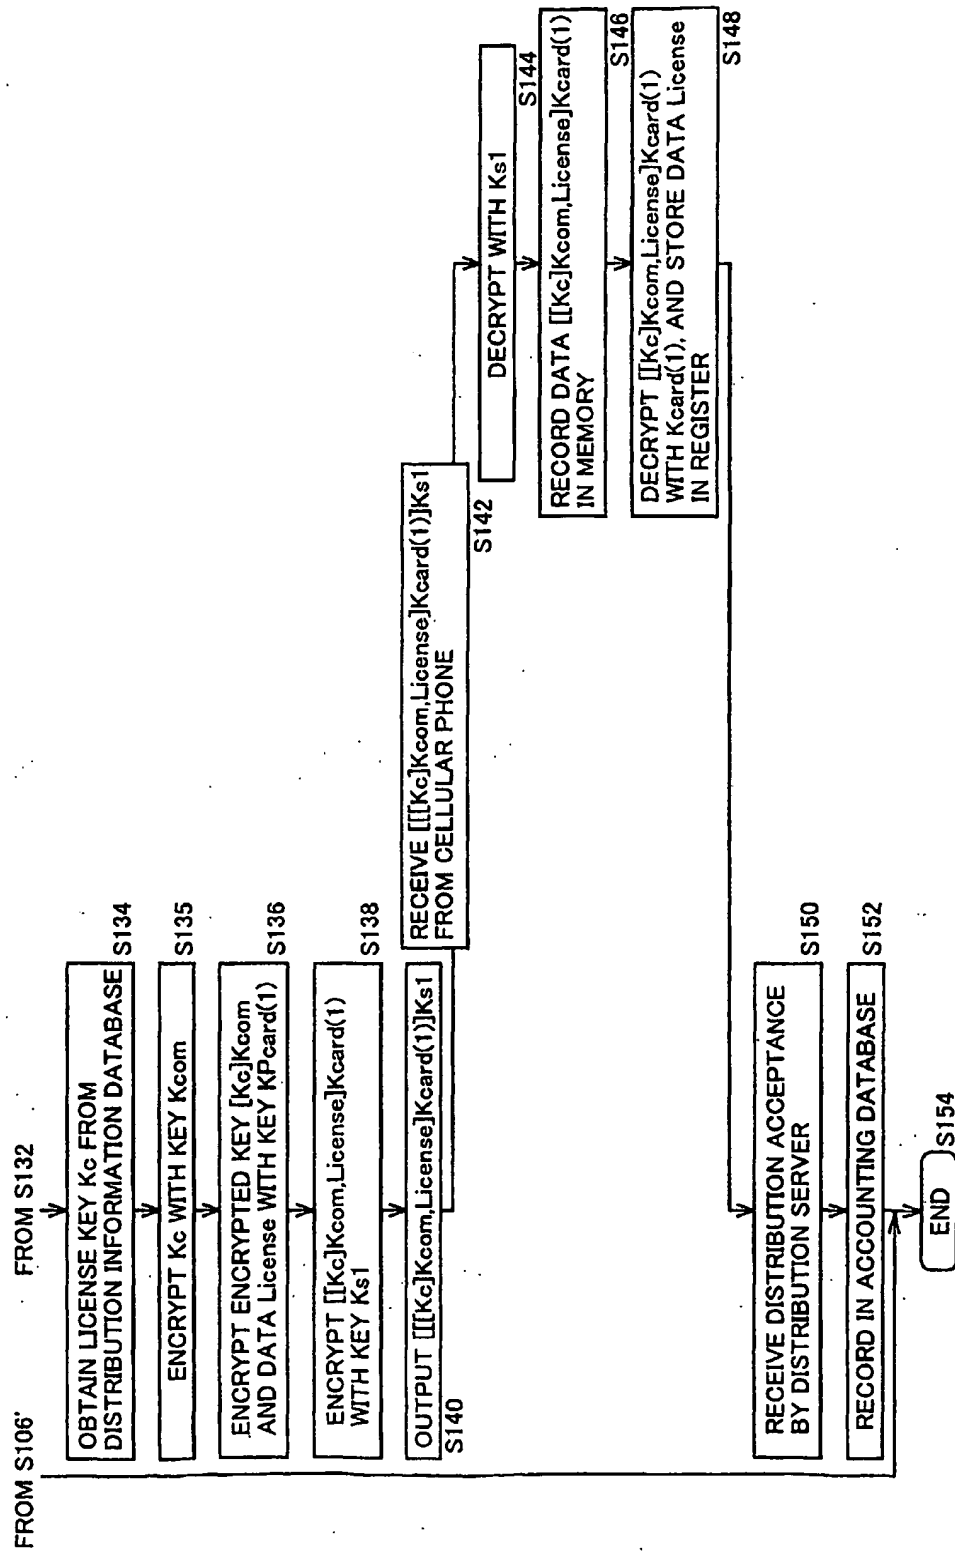 FROM S106'
FROM S132
OBTAIN LICENSE KEY Kc FROM
DISTRIBUTION INFORMATION DATABASE
S134
ENCRYPT Kc WITH KEY Kcom
S135
ENCRYPT ENCRYPTED KEY [Kc]Kcom
AND DATA License WITH KEY KPcard(1)
S136
ENCRYPT [[Kc]Kcom,License]Kcard(1)
WITH KEY Ks1
S138
OUTPUT [[[Kc]Kcom,License]Kcard(1)]Ks1
S140
RECEIVE [[[Kc]Kcom,License]Kcard(1)]Ks1
FROM CELLULAR PHONE
S142
DECRYPT WITH Ks1
S144
RECORD DATA [[Kc]Kcom,License]Kcard(1)
IN MEMORY
S146
DECRYPT [[Kc]Kcom,License]Kcard(1)
WITH Kcard(1), AND STORE DATA License
IN REGISTER
S148
RECEIVE DISTRIBUTION ACCEPTANCE
BY DISTRIBUTION SERVER
S150
RECORD IN ACCOUNTING DATABASE
S152
END
S154